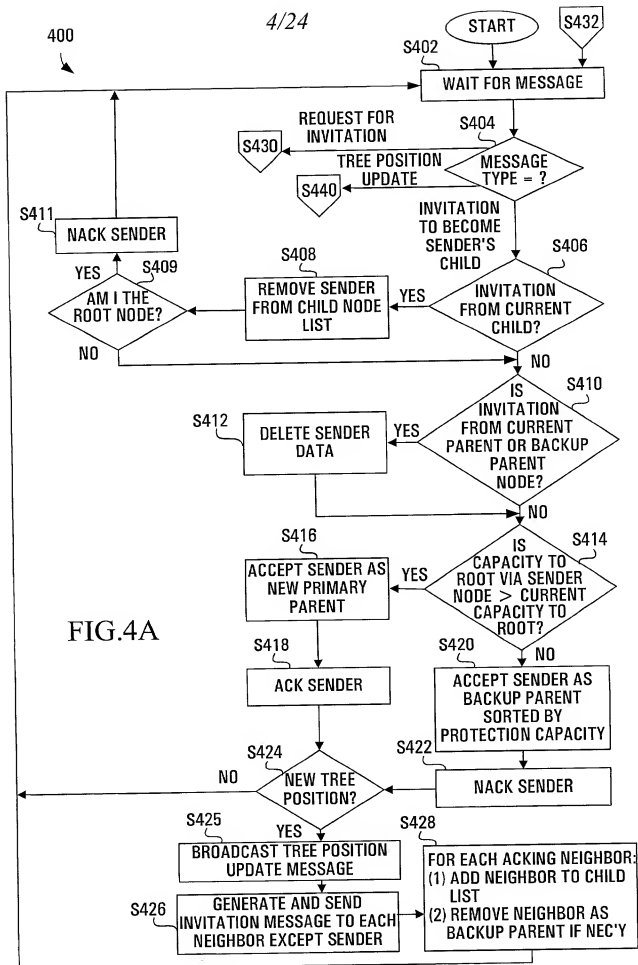 4/24
400
START
S432
S402
WAIT FOR MESSAGE
REQUEST FOR
INVITATION
S404
S430
TREE POSITION
UPDATE
MESSAGE
TYPE = ?
S440
S411
NACK SENDER
INVITATION
TO BECOME
SENDER'S
CHILD
YES
S409
AM I THE
ROOT NODE?
NO
S408
REMOVE SENDER
FROM CHILD NODE
LIST
YES
S406
INVITATION
FROM CURRENT
CHILD?
NO
S410
IS
INVITATION
FROM CURRENT
PARENT OR BACKUP
PARENT
NODE?
YES
S412
DELETE SENDER
DATA
NO
S416
ACCEPT SENDER AS
NEW PRIMARY
PARENT
YES
S414
IS
CAPACITY TO
ROOT VIA SENDER
NODE > CURRENT
CAPACITY TO
ROOT?
FIG.4A
S418
ACK SENDER
S420
NO
ACCEPT SENDER AS
BACKUP PARENT
SORTED BY
PROTECTION CAPACITY
S424
NO
NEW TREE
POSITION?
S422
NACK SENDER
YES
S425
BROADCAST TREE POSITION
UPDATE MESSAGE
S426
GENERATE AND SEND
INVITATION MESSAGE TO EACH
NEIGHBOR EXCEPT SENDER
S428
FOR EACH ACKING NEIGHBOR:
(1) ADD NEIGHBOR TO CHILD
LIST
(2) REMOVE NEIGHBOR AS
BACKUP PARENT IF NEC'Y